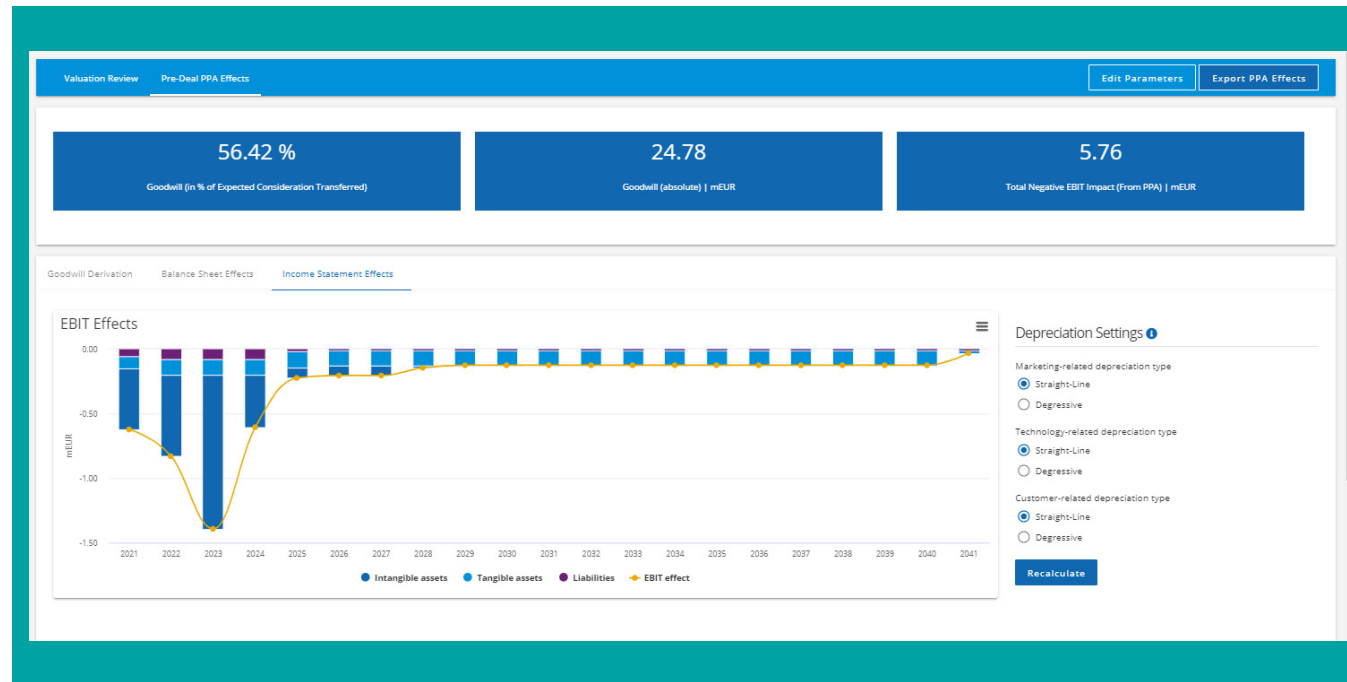 Valuation Review Pre-Deal PPA Effects Edit Parameters Export PPA Effects
56.42 %
Goodwill (in % of Expected Consideration Transferred)
24.78
Goodwill (absolute) | mEUR
5.76
Total Negative EBIT Impact (From PPA) | mEUR
Goodwill Derivation Balance Sheet Effects Income Statement Effects
EBIT Effects
0.00
-0.50
-1.00
-1.50
mEUR
2021 2022 2023 2024 2025 2026 2027 2028 2029 2030 2031 2032 2033 2034 2035 2036 2037 2038 2039 2040 2041
Intangible assets Tangible assets Liabilities EBIT effect
Depreciation Settings i
Marketing-related depreciation type
Straight-Line
Degressive
Technology-related depreciation type
Straight-Line
Degressive
Customer-related depreciation type
Straight-Line
Degressive
Recalculate